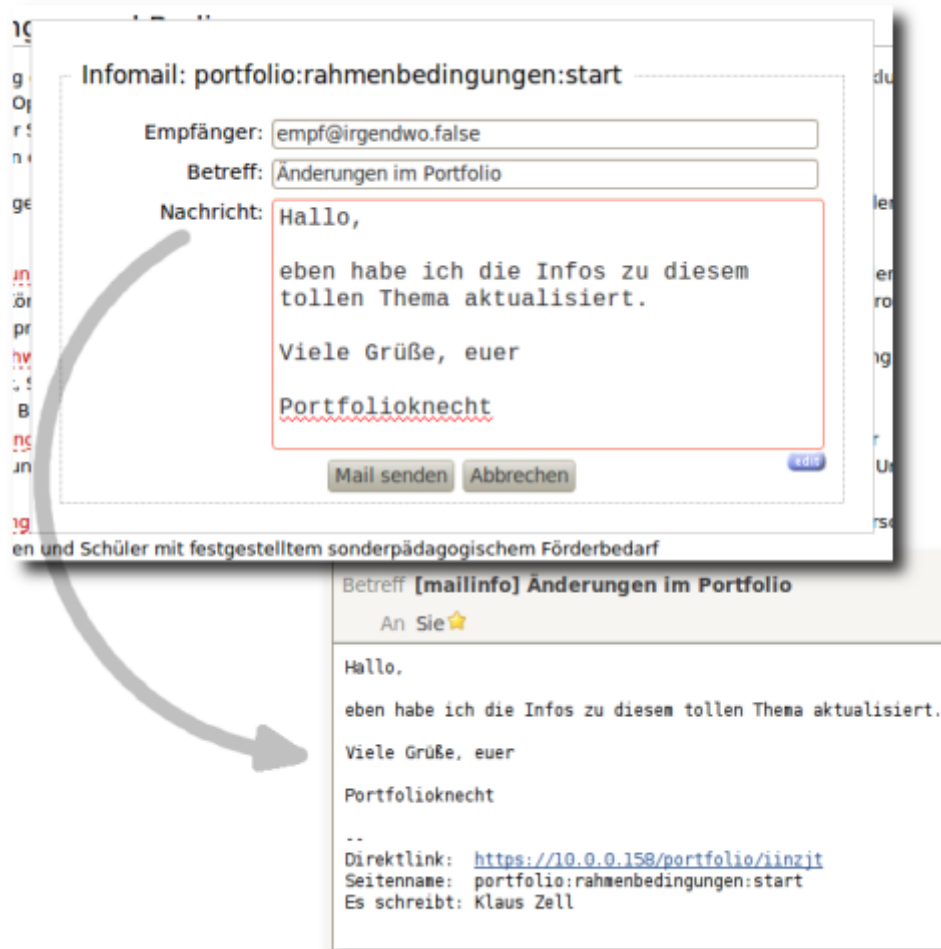 Infomail: portfolio:rahmenbedingungen:start
Empfänger: empf@irgendwo.false
Betreff: Änderungen im Portfolio
Nachricht: Hallo,
eben habe ich die Infos zu diesem
tollen Thema aktualisiert.
Viele Grüße, euer
Portfolioknecht
edit
Mail senden Abbrechen
en und Schüler mit festgestelltem sonderpädagogischem Förderbedarf
Betreff [mailinfo] Änderungen im Portfolio
An Sie
Hallo,
eben habe ich die Infos zu diesem tollen Thema aktualisiert.
Viele Grüße, euer
Portfolioknecht
--
Direktlink: https://10.0.0.158/portfolio/iinzjt
Seitenname: portfolio:rahmenbedingungen:start
Es schreibt: Klaus Zell